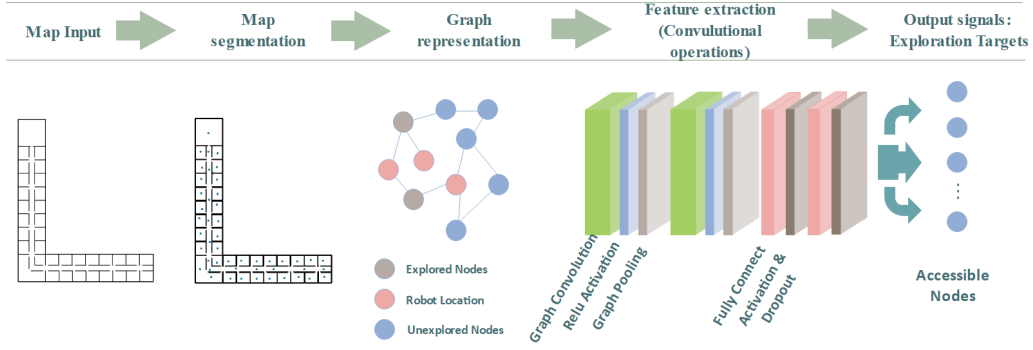 Map Input
Map
segmentation
Graph
representation
Feature extraction
(Convulutional
operations)
Output signals:
Exploration Targets
Explored Nodes
Robot Location
Unexplored Nodes
Graph Convolution
Relu Activation
Graph Pooling
Fully Connect
Activation &
Dropout
Accessible
Nodes